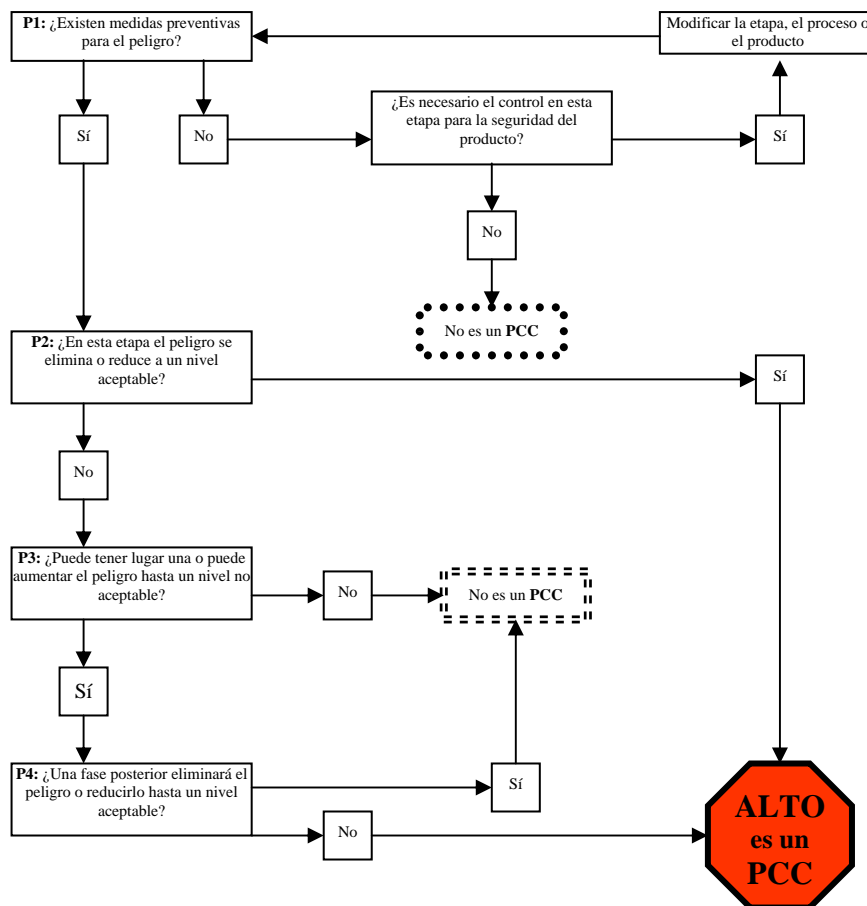 P1: ¿Existen medidas preventivas
para el peligro?
Modificar la etapa, el proceso o
el producto
Sí
No
¿Es necesario el control en esta
etapa para la seguridad del
producto?
Sí
No
No es un PCC
P2: ¿En esta etapa el peligro se
elimina o reduce a un nivel
aceptable?
Sí
No
P3: ¿Puede tener lugar una o puede
aumentar el peligro hasta un nivel no
aceptable?
No
No es un PCC
Sí
P4: ¿Una fase posterior eliminará el
peligro o reducirlo hasta un nivel
aceptable?
Sí
No
ALTO
es un
PCC